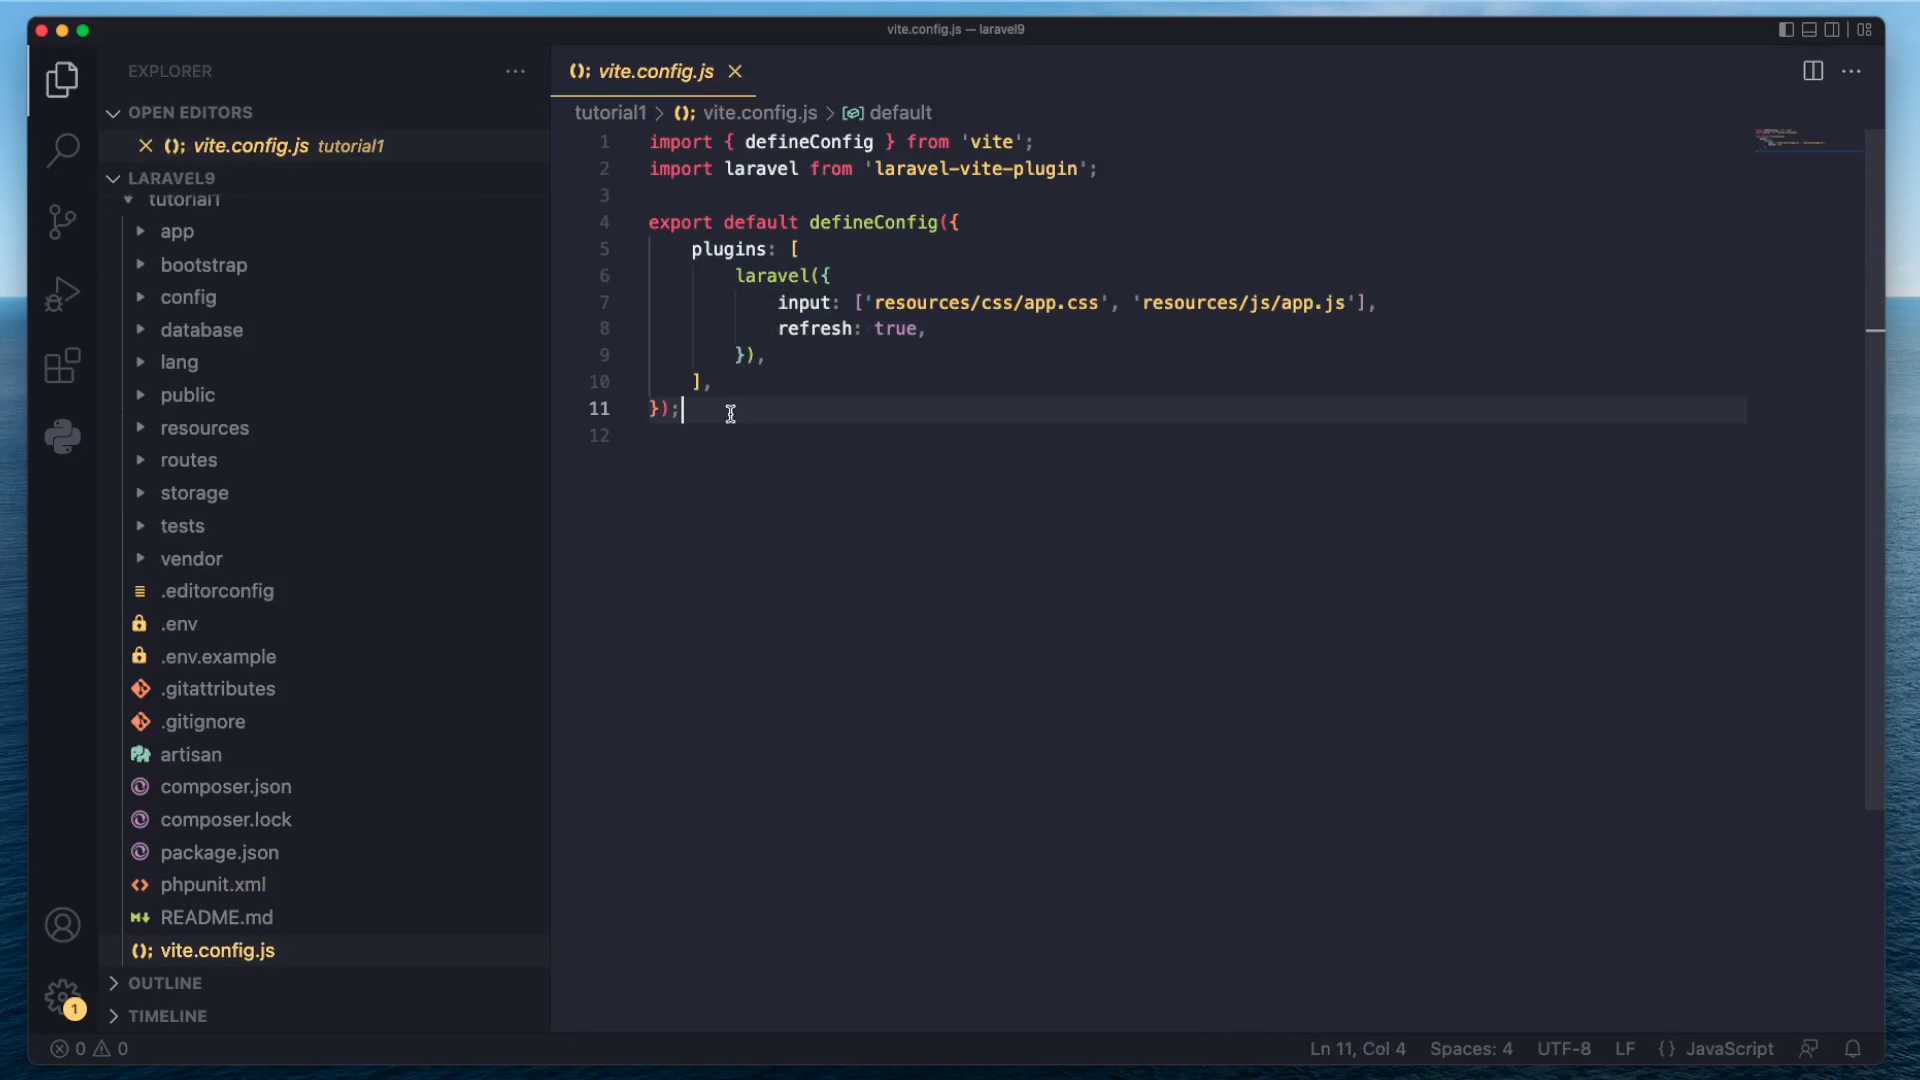 vite.config.js — laravel9
EXPLORER
OPEN EDITORS
(); vite.config.js tutorial1
LARAVEL9
tutorial1
app
bootstrap
config
database
lang
public
resources
routes
storage
tests
vendor
.editorconfig
.env
.env.example
.gitattributes
.gitignore
artisan
composer.json
composer.lock
package.json
phpunit.xml
README.md
(); vite.config.js
OUTLINE
TIMELINE
1
(); vite.config.js
tutorial1 > (); vite.config.js > default
1 import { defineConfig } from 'vite';
2 import laravel from 'laravel-vite-plugin';
3
4 export default defineConfig({
5 plugins: [
6 laravel({
7 input: ['resources/css/app.css', 'resources/js/app.js'],
8 refresh: true,
9 }),
10 ],
11 });
12
0 0
Ln 11, Col 4 Spaces: 4 UTF-8 LF {} JavaScript